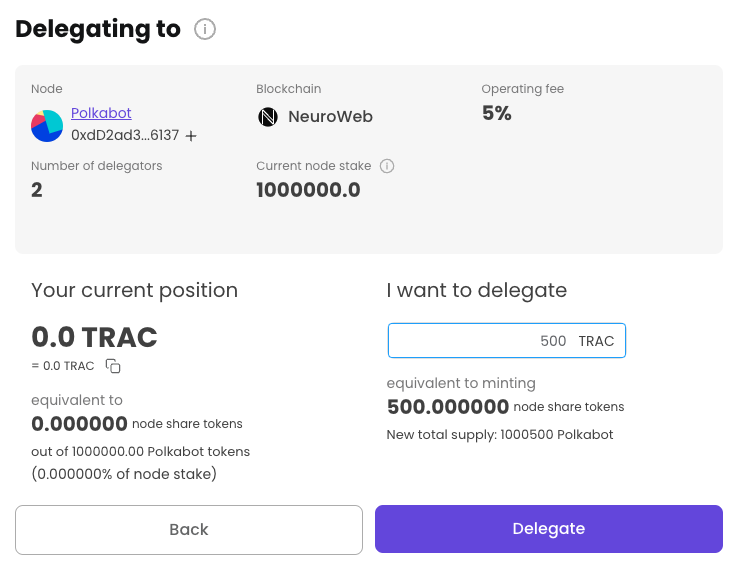 Delegating to
Node
Blockchain
Operating fee
Polkabot
NeuroWeb
5%
0xdD2ad3...6137 +
Number of delegators
Current node stake
2
1000000.0
Your current position
I want to delegate
0.0 TRAC
500 TRAC
= 0.0 TRAC
equivalent to
equivalent to minting
0.000000 node share tokens
500.000000 node share tokens
out of 1000000.00 Polkabot tokens
New total supply: 1000500 Polkabot
(0.000000% of node stake)
Back
Delegate